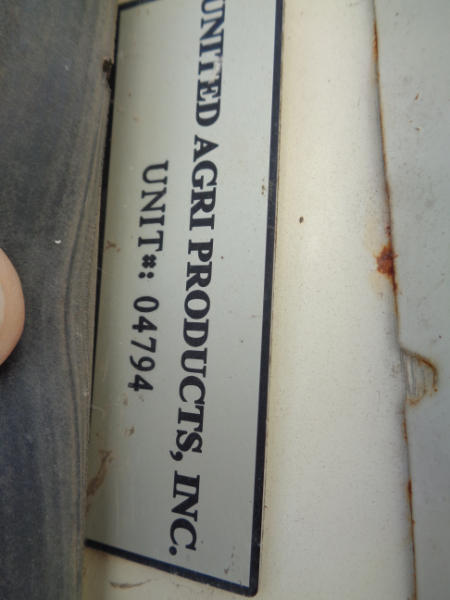 UNITED AGRI PRODUCTS, INC.
UNIT#: 04794